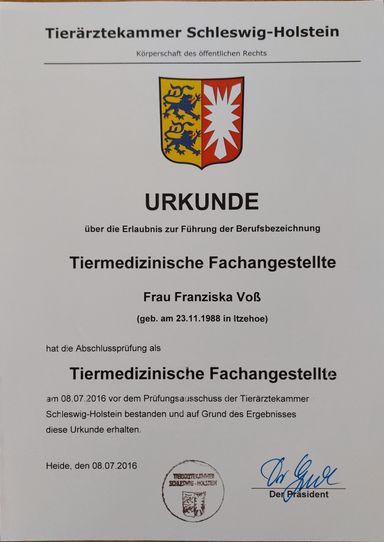 Tierärztekammer Schleswig-Holstein
Körperschaft des öffentlichen Rechts
URKUNDE
über die Erlaubnis zur Führung der Berufsbezeichnung
Tiermedizinische Fachangestellte
Frau Franziska Voß
(geb. am 23.11.1988 in Itzehoe)
hat die Abschlussprüfung als
Tiermedizinische Fachangestellte
am 08.07.2016 vor dem Prüfungsausschuss der Tierärztekammer
Schleswig-Holstein bestanden und auf Grund des Ergebnisses
diese Urkunde erhalten.
Heide, den 08.07.2016
TIERÄRZTEKAMMER
SCHLESWIG-HOLSTEIN
Der Präsident